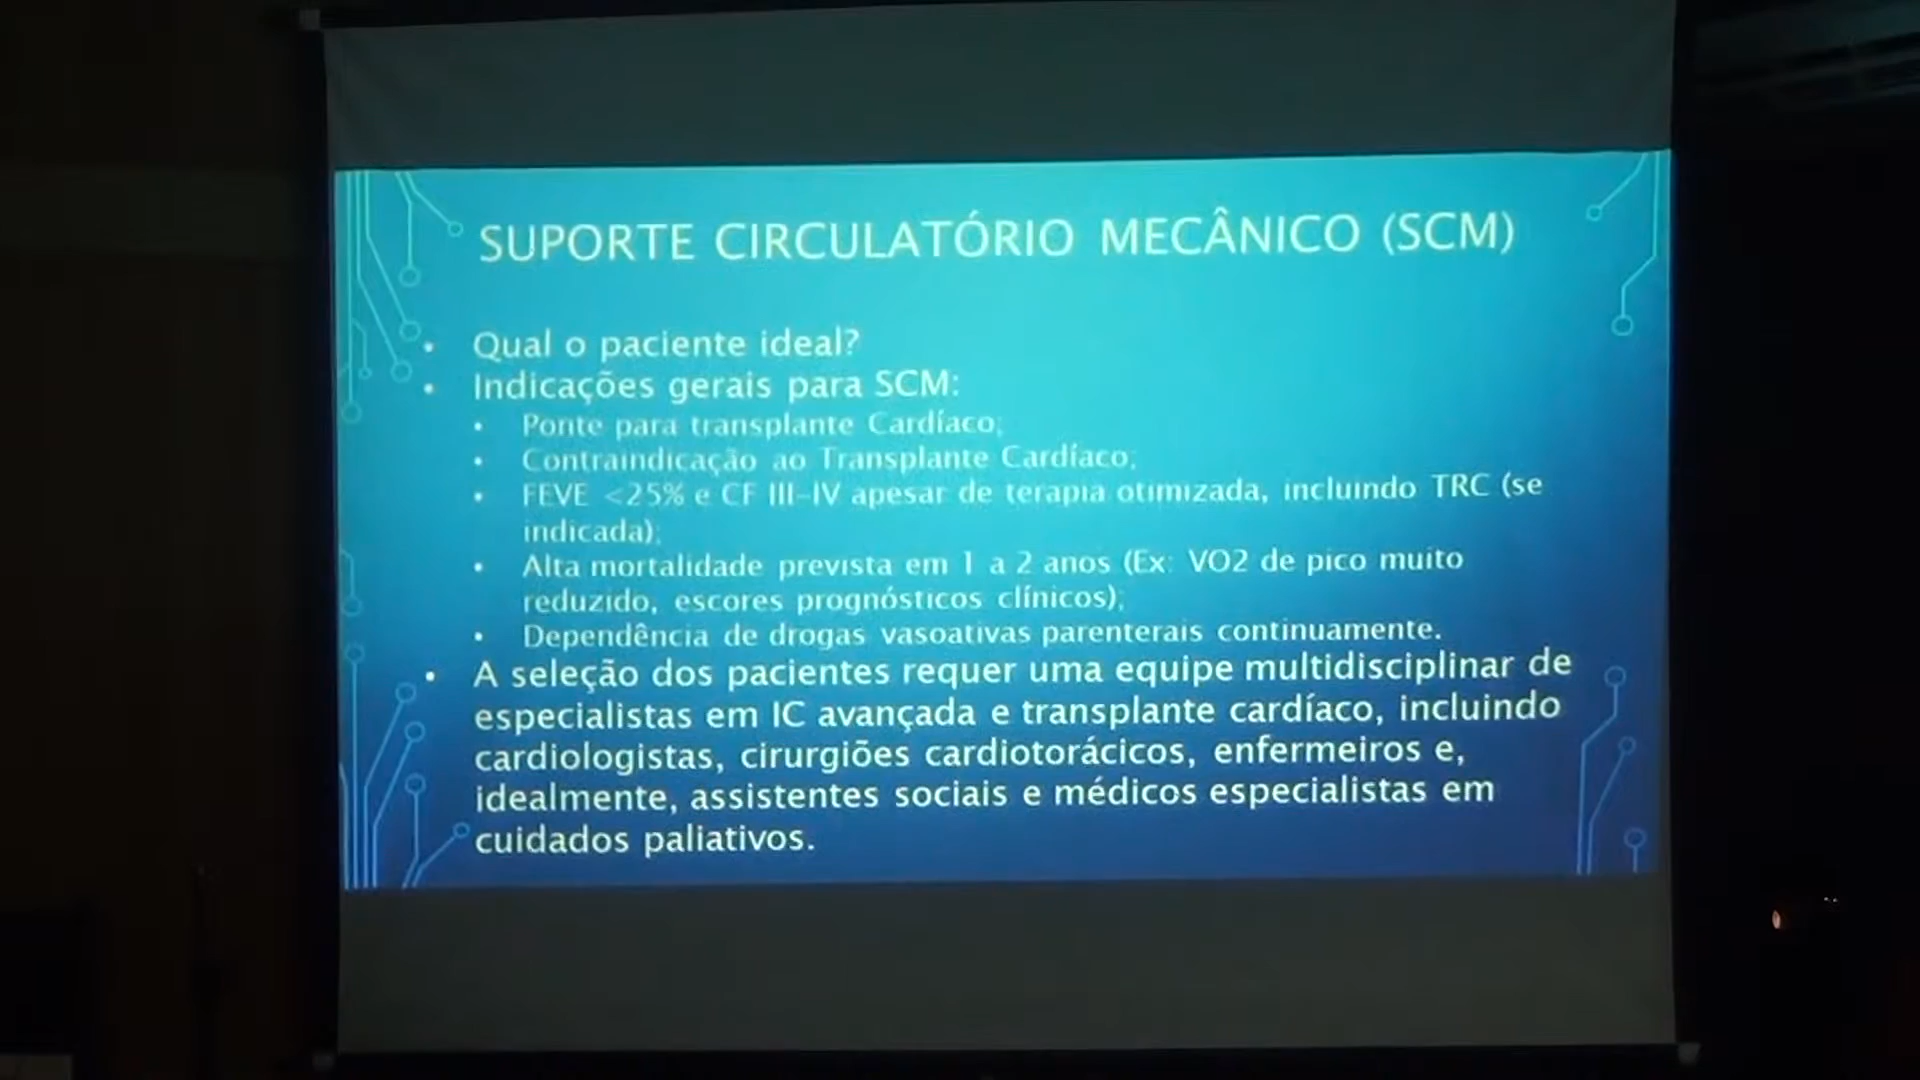 SUPORTE CIRCULATÓRIO MECÂNICO (SCM)
• Qual o paciente ideal?
• Indicações gerais para SCM:
• Ponte para transplante Cardíaco;
• Contraindicação ao Transplante Cardíaco;
• FEVE <25% e CF III-IV apesar de terapia otimizada, incluindo TRC (se
indicada);
• Alta mortalidade prevista em 1 a 2 anos (Ex: VO2 de pico muito
reduzido, escores prognósticos clínicos);
• Dependência de drogas vasoativas parenterais continuamente.
• A seleção dos pacientes requer uma equipe multidisciplinar de
especialistas em IC avançada e transplante cardíaco, incluindo
cardiologistas, cirurgiões cardiotorácicos, enfermeiros e,
idealmente, assistentes sociais e médicos especialistas em
cuidados paliativos.